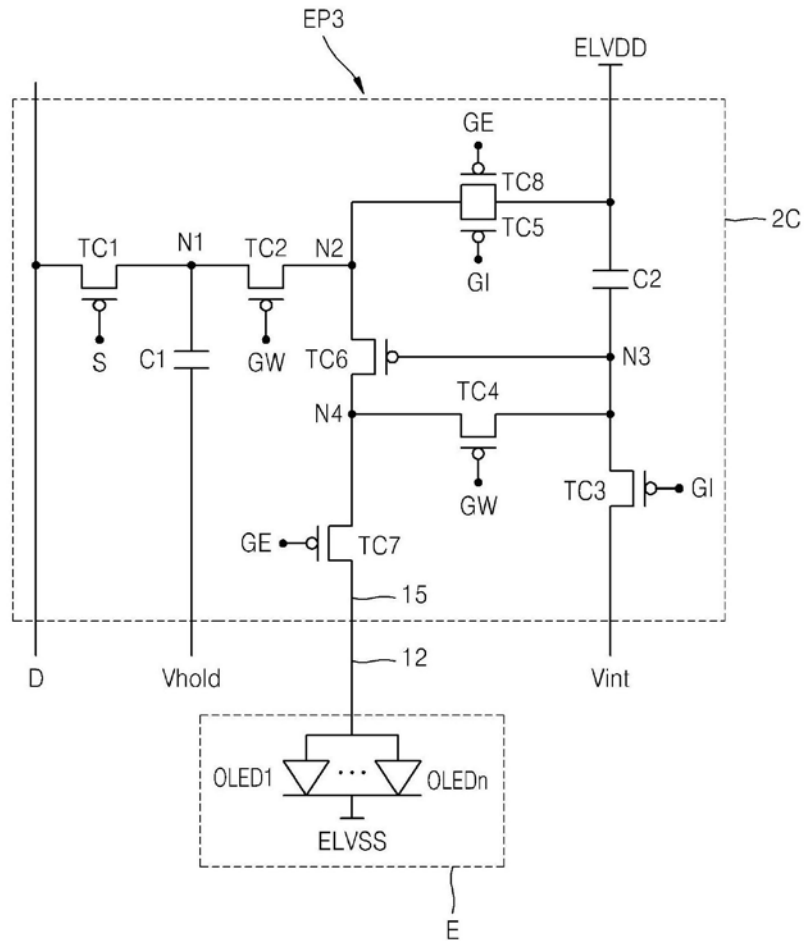 EP3
ELVDD
GE
TC8
2C
TC1
N1
TC2
N2
TC5
GI
C2
S
C1
GW
TC6
N3
TC4
N4
GW
TC3
GI
GE
TC7
15
12
D
Vhold
Vint
OLED1
OLEDn
ELVSS
E